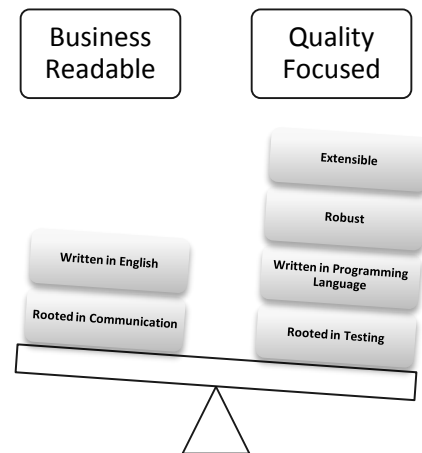 Business
Readable
Quality
Focused
Extensible
Robust
Written in English
Written in Programming
Language
Rooted in Communication
Rooted in Testing